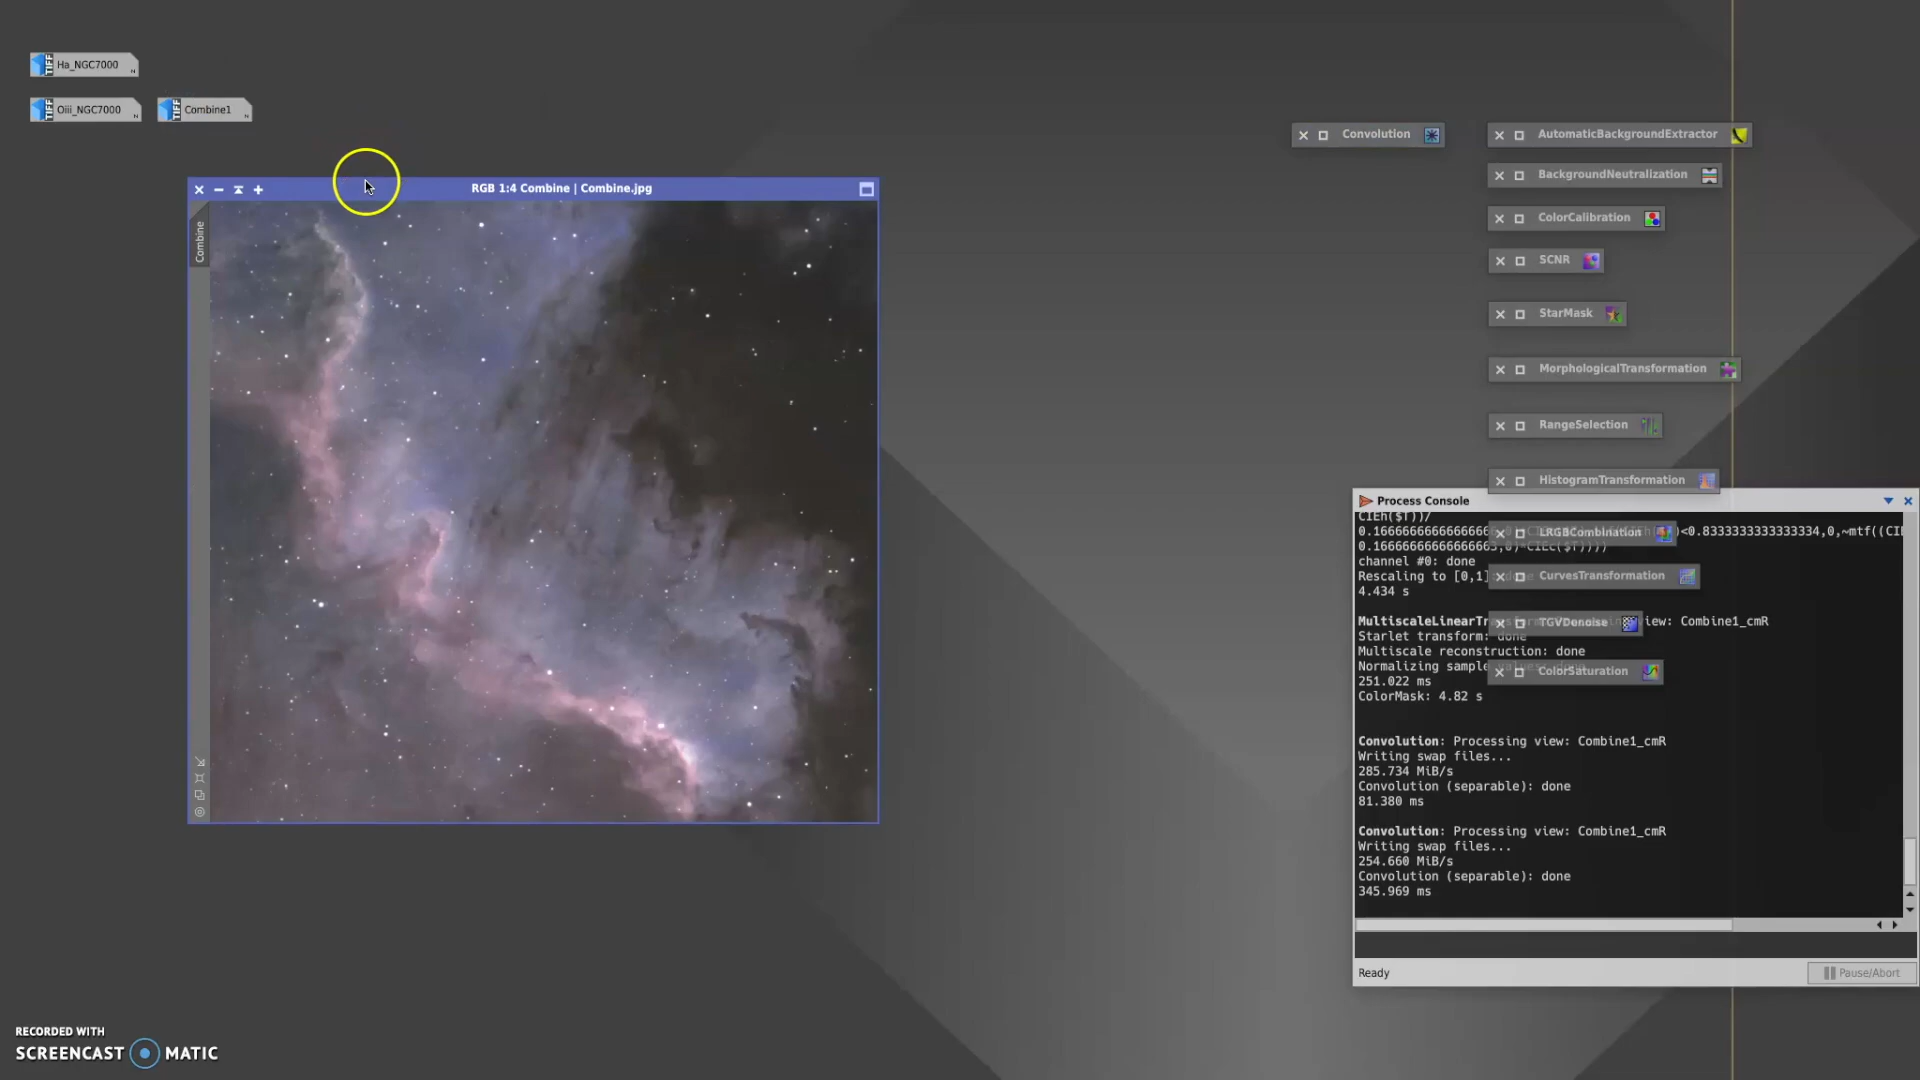 Ha_NGC7000
Oiii_NGC7000
Combine1
RGB 1:4 Combine | Combine.jpg
Combine
Convolution
AutomaticBackgroundExtractor
BackgroundNeutralization
ColorCalibration
SCNR
StarMask
MorphologicalTransformation
RangeSelection
HistogramTransformation
Process Console
CIEh($T))/
LRGBCombination
)<0.8333333333333334,0,~mtf((CIE
channel #0: done
Rescaling to [0,1]
CurvesTransformation
4.434 s
TGVDenoise
view: Combine1_cmR
Starlet transform: done
Multiscale reconstruction: done
Normalizing sample
ColorSaturation
251.022 ms
ColorMask: 4.82 s
Convolution: Processing view: Combine1_cmR
Writing swap files...
285.734 MiB/s
Convolution (separable): done
81.380 ms
Convolution: Processing view: Combine1_cmR
Writing swap files...
254.660 MiB/s
Convolution (separable): done
345.969 ms
Ready
Pause/Abort
RECORDED WITH
SCREENCAST MATIC